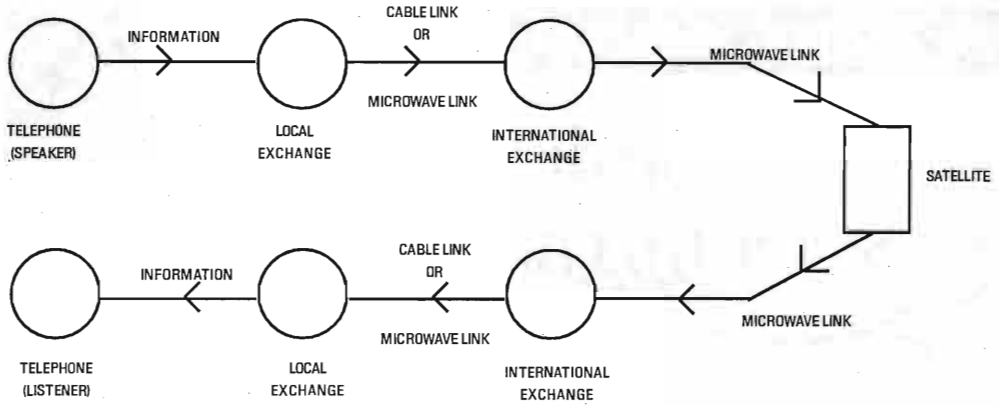 INFORMATION
CABLE LINK
OR
MICROWAVE LINK
MICROWAVE LINK
TELEPHONE
(SPEAKER)
LOCAL
EXCHANGE
INTERNATIONAL
EXCHANGE
SATELLITE
INFORMATION
CABLE LINK
OR
MICROWAVE LINK
MICROWAVE LINK
TELEPHONE
(LISTENER)
LOCAL
EXCHANGE
INTERNATIONAL
EXCHANGE